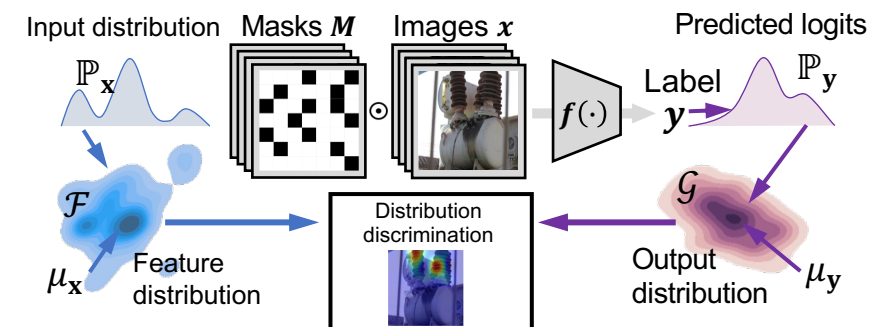 Input distribution
Masks M
Images x
Predicted logits
ℙx
⊙
f(·)
Label
y
ℙy
ℱ
𝒢
Distribution
discrimination
μx
Feature
distribution
Output
distribution
μy